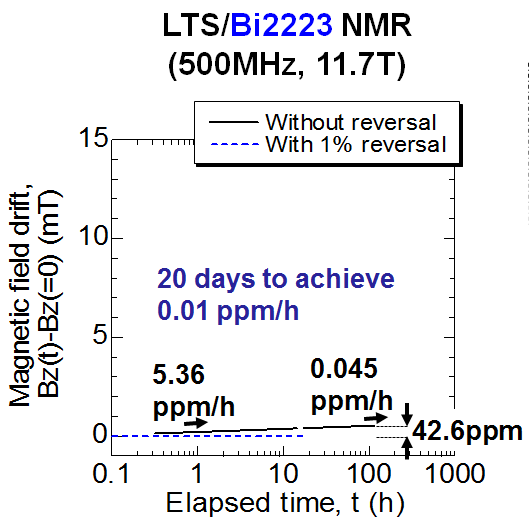 LTS/Bi2223 NMR
(500MHz, 11.7T)
Without reversal
With 1% reversal
Magnetic field drift,
Bz(t)-Bz(=0) (mT)
15
10
5
0
20 days to achieve
0.01 ppm/h
5.36
ppm/h
0.045
ppm/h
42.6ppm
0.1 1 10 100 1000
Elapsed time, t (h)